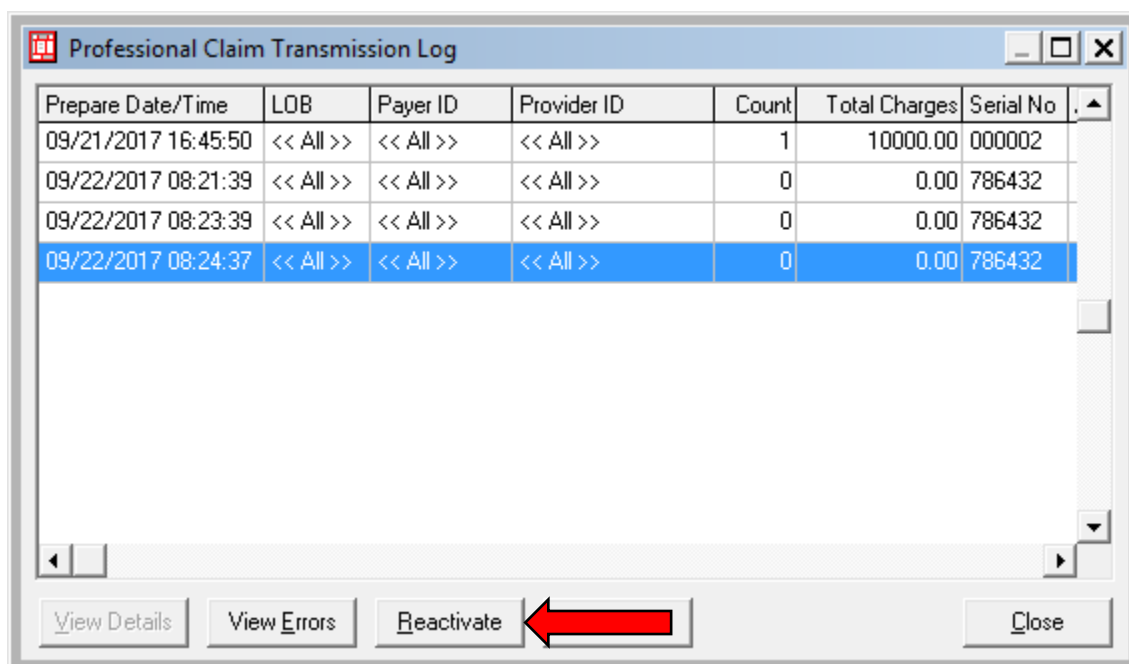 Professional Claim Transmission Log
Prepare Date/Time LOB Payer ID Provider ID Count Total Charges Serial No
09/21/2017 16:45:50 << All >> << All >> << All >> 1 10000.00 000002
09/22/2017 08:21:39 << All >> << All >> << All >> 0 0.00 786432
09/22/2017 08:23:39 << All >> << All >> << All >> 0 0.00 786432
09/22/2017 08:24:37 << All >> << All >> << All >> 0 0.00 786432
View Details View Errors Reactivate Close